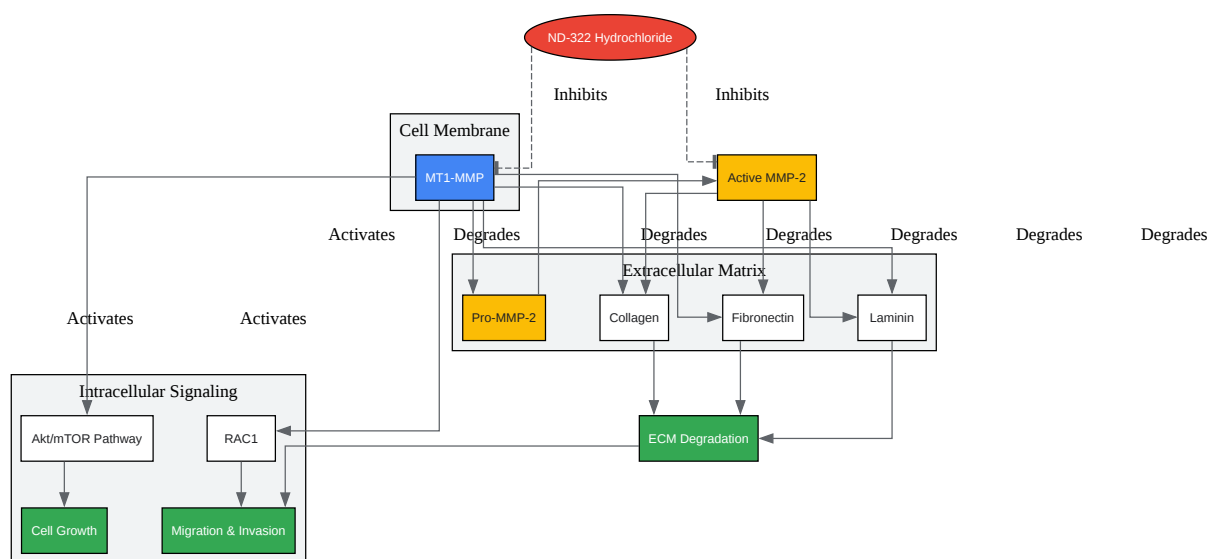 ND-322 Hydrochloride
Inhibits
Inhibits
Cell Membrane
MT1-MMP
Active MMP-2
Activates
Degrades
Degrades
Degrades
Degrades
Degrades
Degrades
Extracellular Matrix
Pro-MMP-2
Collagen
Fibronectin
Laminin
Activates
Activates
Intracellular Signaling
Akt/mTOR Pathway
RAC1
ECM Degradation
Cell Growth
Migration & Invasion